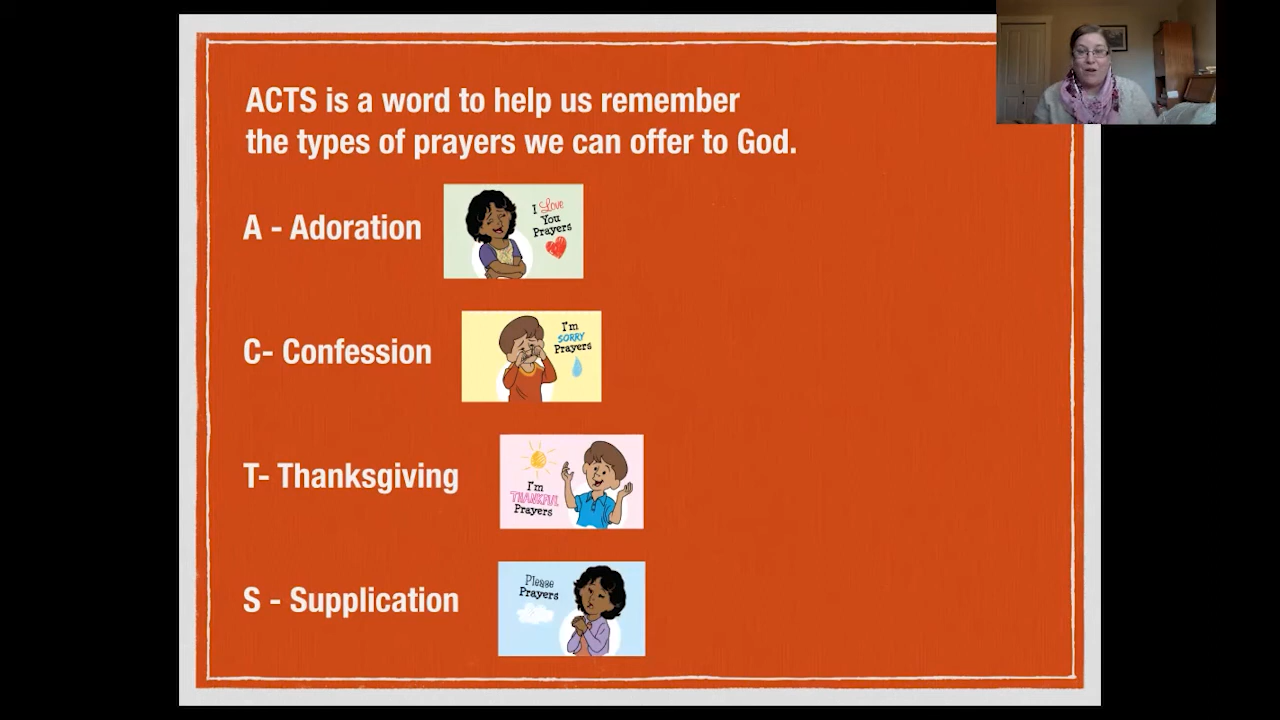 ACTS is a word to help us remember
the types of prayers we can offer to God.
A - Adoration
I Love
You
Prayers
C- Confession
I'm
SORRY
Prayers
T- Thanksgiving
I'm
THANKFUL
Prayers
S - Supplication
Please
Prayers